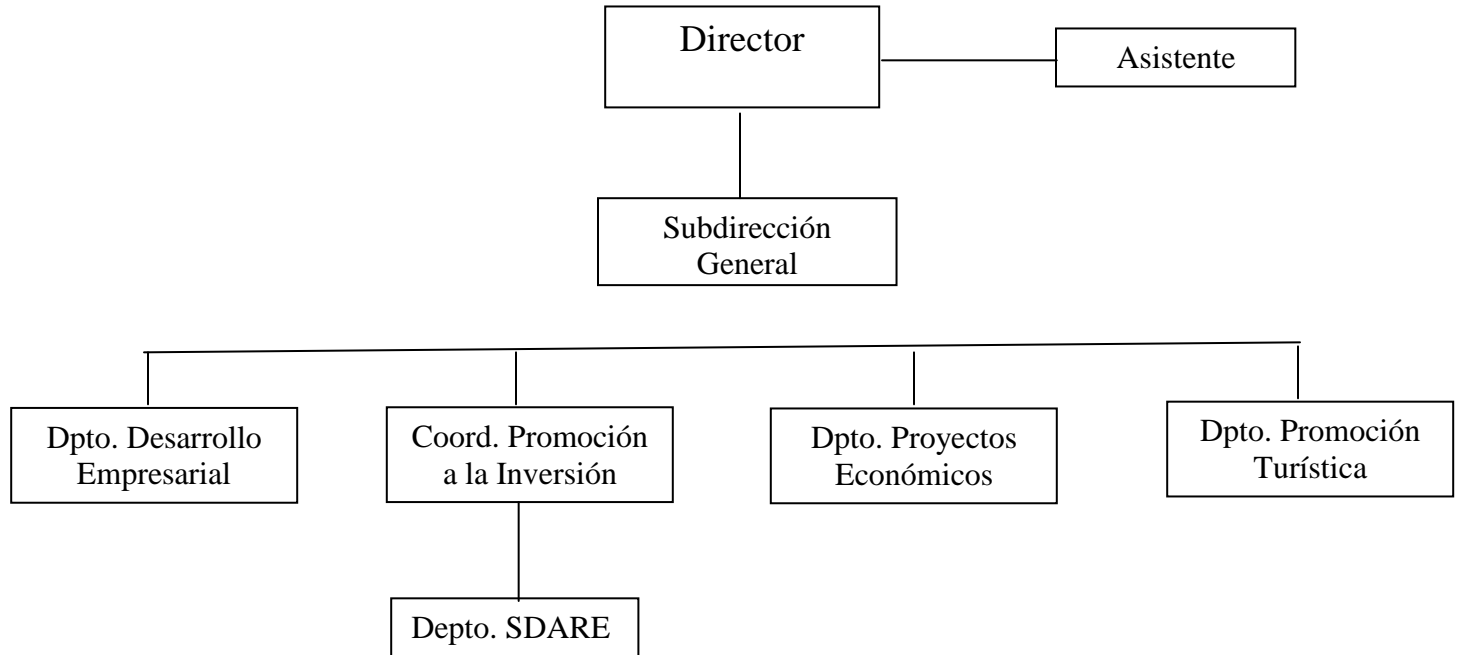 Director
Asistente
Subdirección
General
Dpto. Desarrollo
Empresarial
Coord. Promoción
a la Inversión
Dpto. Proyectos
Económicos
Dpto. Promoción
Turística
Depto. SDARE